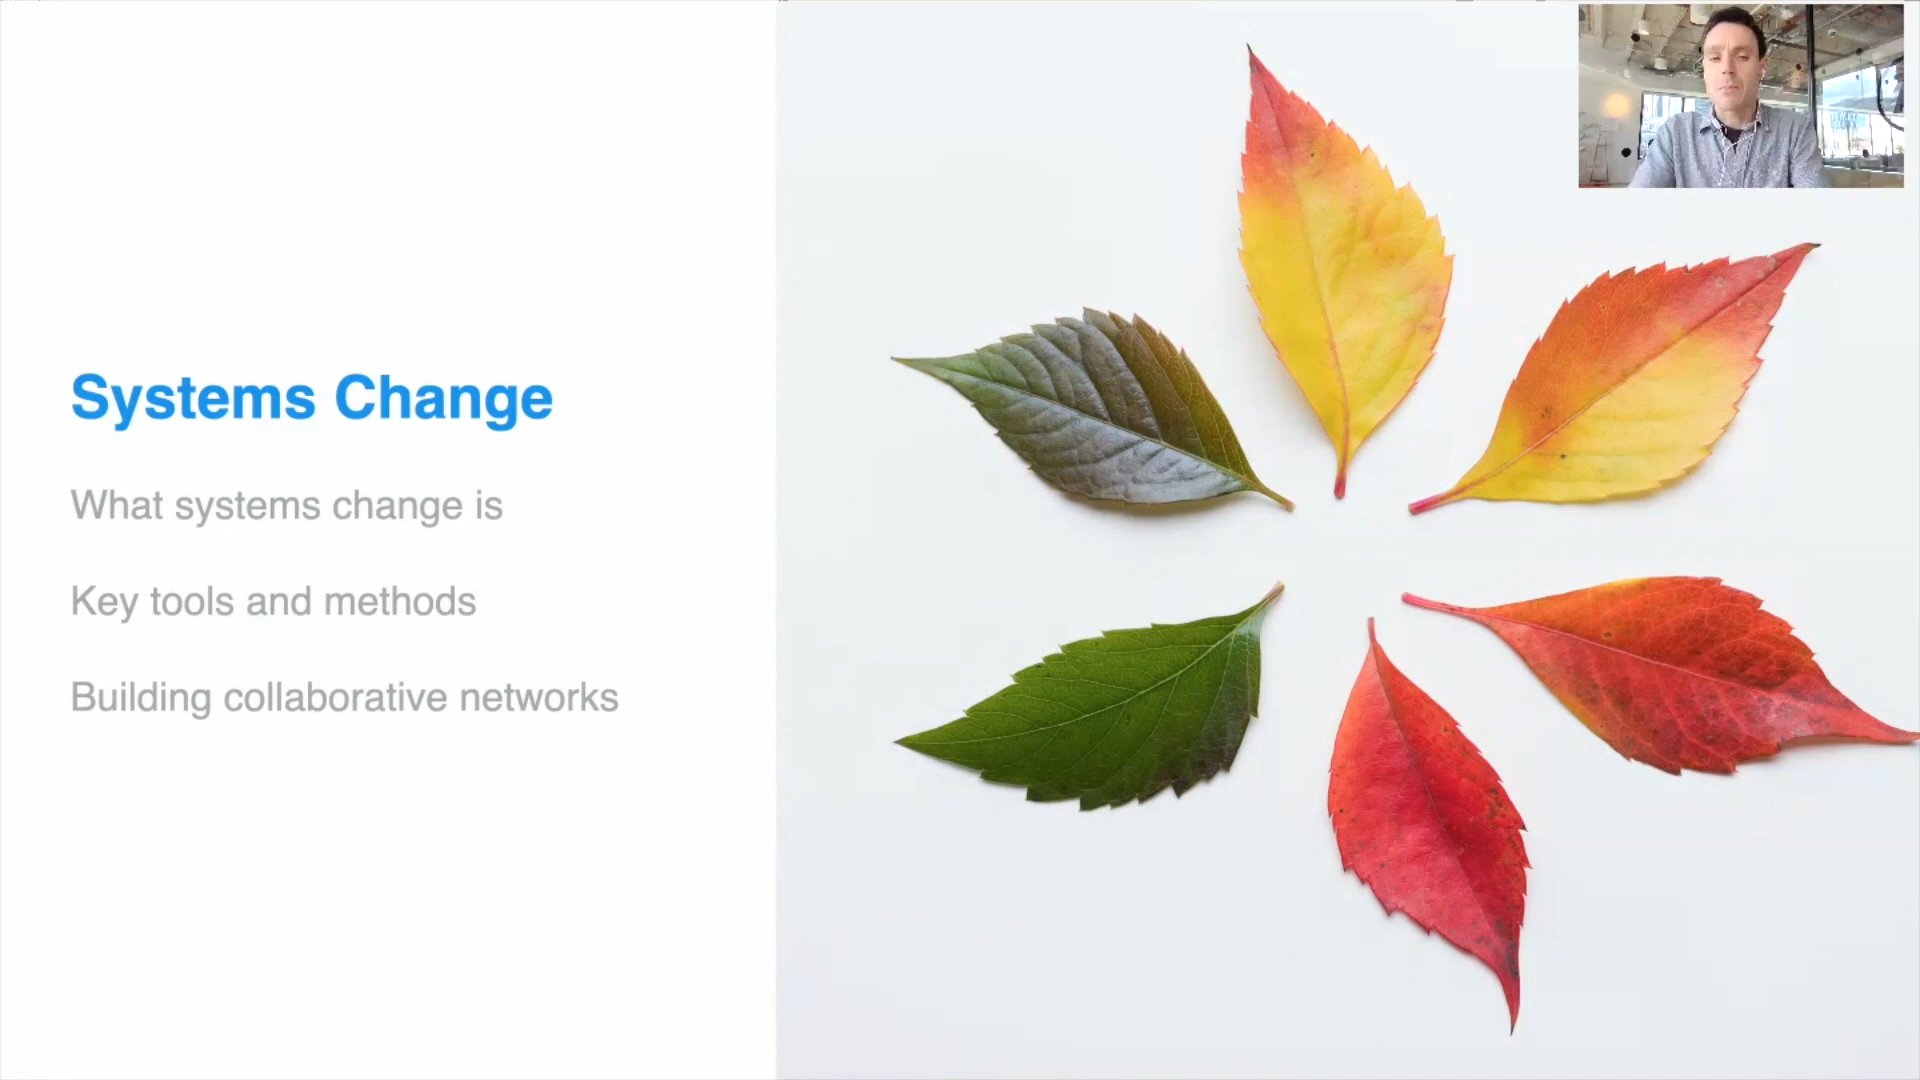 Systems Change
What systems change is
Key tools and methods
Building collaborative networks